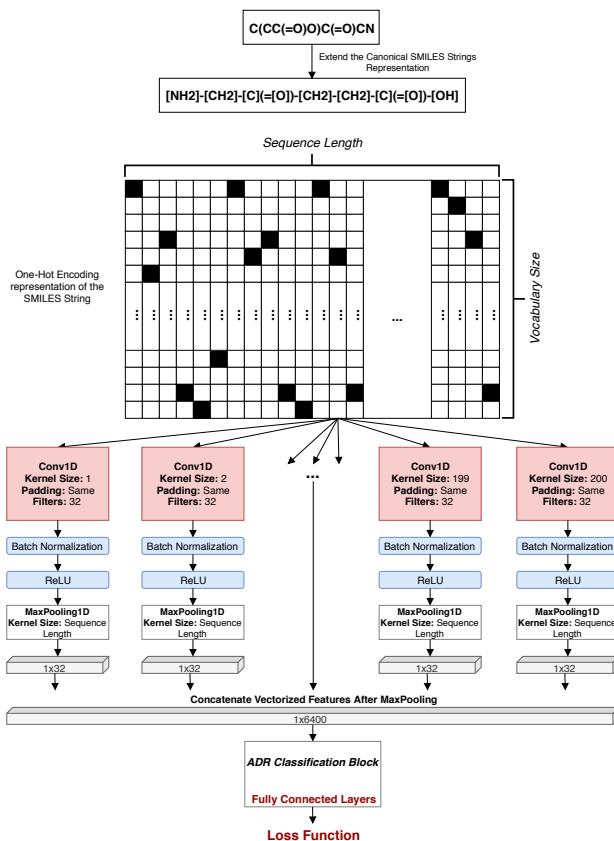 C(CC(=O)O)C(=O)CN
Extend the Canonical SMILES Strings
Representation
[NH2]-[CH2]-[C](=[O])-[CH2]-[CH2]-[C](=[O])-[OH]
Sequence Length
One-Hot Encoding
representation of the
SMILES String
...
Vocabulary Size
Conv1D
Kernel Size: 1
Padding: Same
Filters: 32
Conv1D
Kernel Size: 2
Padding: Same
Filters: 32
...
Conv1D
Kernel Size: 199
Padding: Same
Filters: 32
Conv1D
Kernel Size: 200
Padding: Same
Filters: 32
Batch Normalization
Batch Normalization
Batch Normalization
Batch Normalization
ReLU
ReLU
ReLU
ReLU
MaxPooling1D
Kernel Size: Sequence
Length
MaxPooling1D
Kernel Size: Sequence
Length
MaxPooling1D
Kernel Size: Sequence
Length
MaxPooling1D
Kernel Size: Sequence
Length
1x32
1x32
1x32
1x32
Concatenate Vectorized Features After MaxPooling
1x6400
ADR Classification Block
Fully Connected Layers
Loss Function